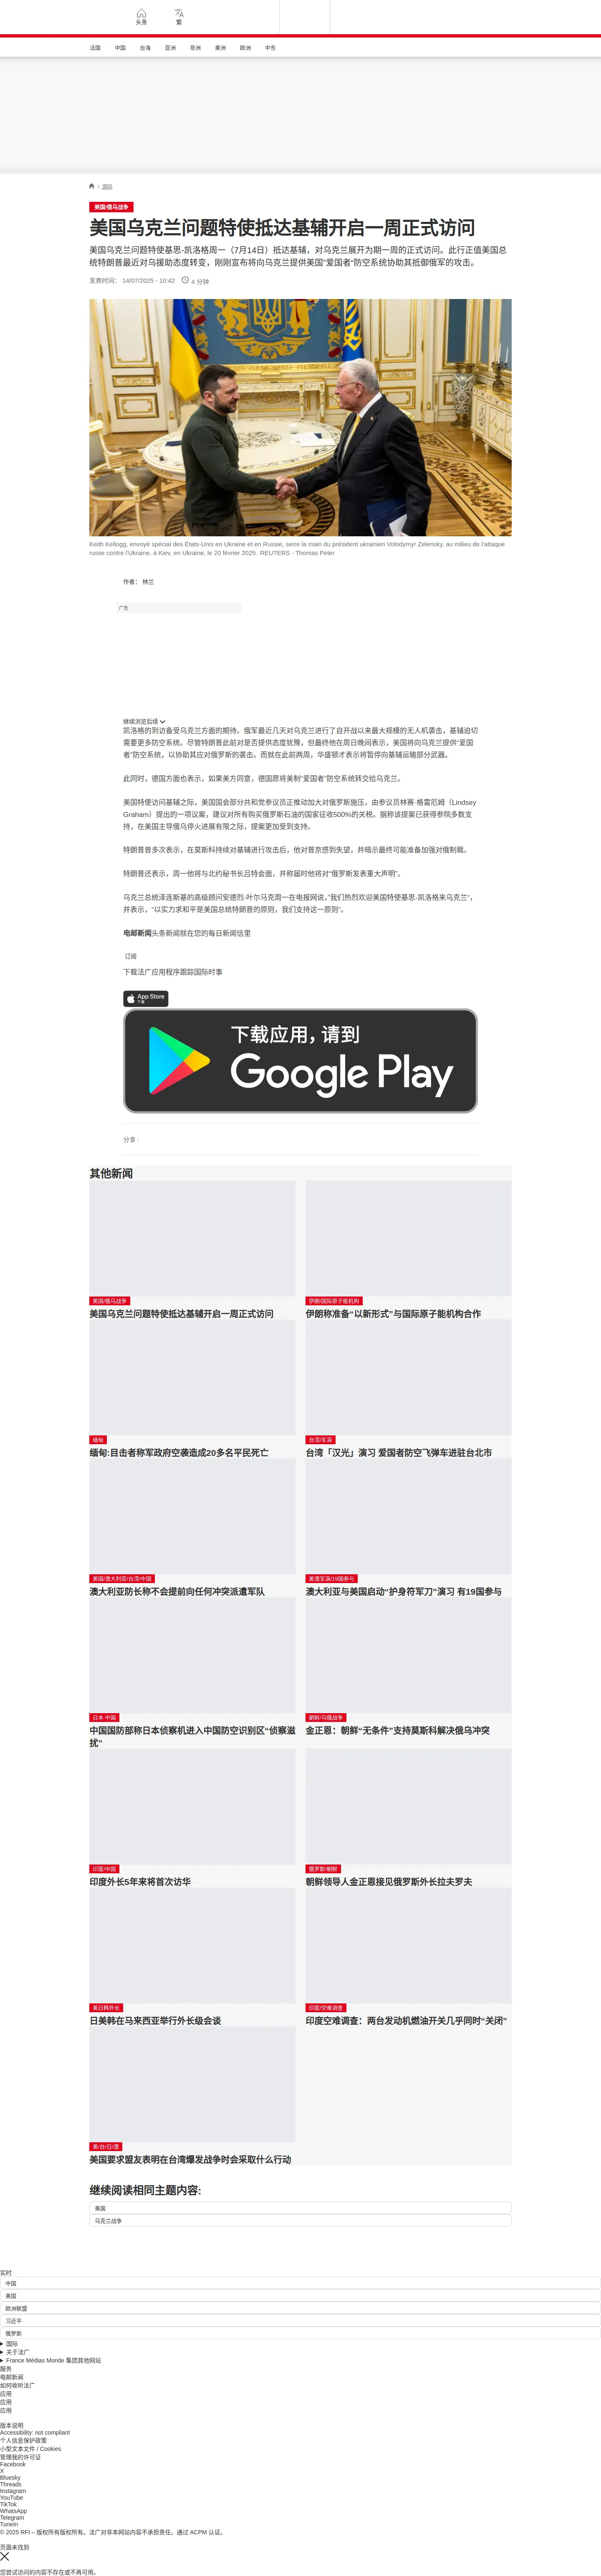 头条
繁
法国
中国
台海
亚洲
非洲
美洲
欧洲
中东
/ 国际
美国/俄乌战争
美国乌克兰问题特使抵达基辅开启一周正式访问
美国乌克兰问题特使基思-凯洛格周一（7月14日）抵达基辅，对乌克兰展开为期一周的正式访问。此行正值美国总
统特朗普最近对乌援助态度转变，刚刚宣布将向乌克兰提供美国“爱国者”防空系统协助其抵御俄军的攻击。
发表时间： 14/07/2025 - 10:42 4 分钟
Keith Kellogg, envoyé spécial des États-Unis en Ukraine et en Russie, serre la main du président ukrainien Volodymyr Zelensky, au milieu de l'attaque
russe contre l'Ukraine, à Kiev, en Ukraine, le 20 février 2025. REUTERS - Thomas Peter
作者： 林兰
广告
继续浏览后续
凯洛格的到访备受乌克兰方面的期待。俄军最近几天对乌克兰进行了自开战以来最大规模的无人机袭击，基辅迫切
需要更多防空系统。尽管特朗普此前对是否提供态度犹豫，但最终他在周日晚间表示，美国将向乌克兰提供“爱国
者”防空系统，以协助其应对俄罗斯的袭击。而就在此前两周，华盛顿才表示将暂停向基辅运输部分武器。
此同时，德国方面也表示，如果美方同意，德国愿将美制“爱国者”防空系统转交给乌克兰。
美国特使访问基辅之际，美国国会部分共和党参议员正推动加大对俄罗斯施压，由参议员林赛·格雷厄姆（Lindsey
Graham）提出的一项议案，建议对所有购买俄罗斯石油的国家征收500%的关税。据称该提案已获得参院多数支
持，在美国主导俄乌停火进展有限之际，提案更加受到支持。
特朗普曾多次表示，在莫斯科持续对基辅进行攻击后，他对普京感到失望，并暗示最终可能准备加强对俄制裁。
特朗普还表示，周一他将与北约秘书长吕特会面，并称届时他将对“俄罗斯发表重大声明”。
乌克兰总统泽连斯基的高级顾问安德烈-叶尔马克周一在电报网说，”我们热烈欢迎美国特使基思-凯洛格来乌克兰“，
并表示，“以实力求和平是美国总统特朗普的原则，我们支持这一原则”。
电邮新闻头条新闻就在您的每日新闻信里
订阅
下载法广应用程序跟踪国际时事
App Store
下载
下载应用，请到
Google Play
分享 :
其他新闻
美国/俄马战争
美国乌克兰问题特使抵达基辅开启一周正式访问
伊朗/国际原子能机构
伊朗称准备“以新形式”与国际原子能机构合作
缅甸
缅甸:目击者称军政府空袭造成20多名平民死亡
台湾/军演
台湾「汉光」演习 爱国者防空飞弹车进驻台北市
美国/澳大利亚/台湾/中国
澳大利亚防长称不会提前向任何冲突派遣军队
美澳军演/19国参与
澳大利亚与美国启动“护身符军刀”演习 有19国参与
日本 中国
中国国防部称日本侦察机进入中国防空识别区“侦察滋
扰”
朝鲜/乌俄战争
金正恩：朝鲜“无条件”支持莫斯科解决俄乌冲突
印度/中国
印度外长5年来将首次访华
俄罗斯/朝鲜
朝鲜领导人金正恩接见俄罗斯外长拉夫罗夫
美日韩外长
日美韩在马来西亚举行外长级会谈
印度/空难调查
印度空难调查：两台发动机燃油开关几乎同时“关闭”
美/台/日/澳
美国要求盟友表明在台湾爆发战争时会采取什么行动
继续阅读相同主题内容:
美国
乌克兰战争
实时
中国
美国
欧洲联盟
习近平
俄罗斯
国际
关于法广
France Médias Monde 集团其他网站
服务
电邮新闻
如何收听法广
应用
应用
应用
版本说明
Accessibility: not compliant
个人信息保护政策
小型文本文件 / Cookies
管理我的许可证
Facebook
X
Bluesky
Threads
Instagram
YouTube
TikTok
WhatsApp
Telegram
TuneIn
© 2025 RFI – 版权所有版权所有。法广对非本网站内容不承担责任。通过 ACPM 认证。
页面未找到
您尝试访问的内容不存在或不再可用。